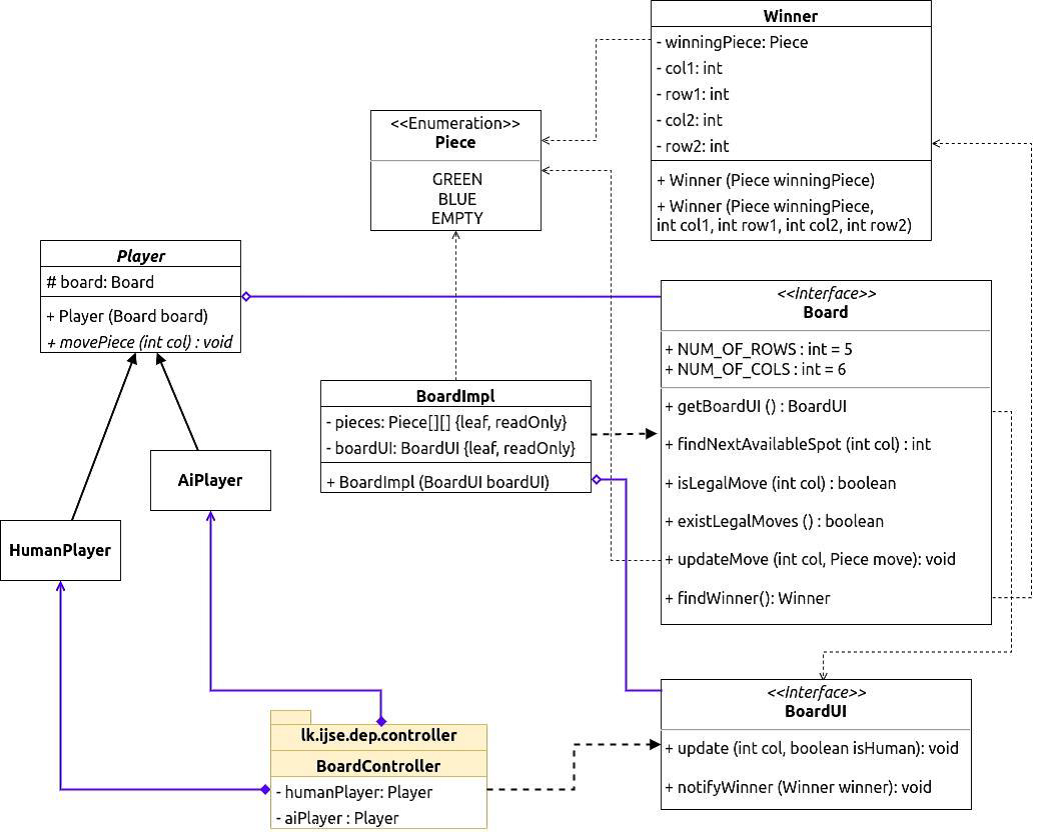 Winner
- winningPiece: Piece
- col1: int
- row1: int
- col2: int
- row2: int
+ Winner (Piece winningPiece)
+ Winner (Piece winningPiece,
int col1, int row1, int col2, int row2)
<<Enumeration>>
Piece
GREEN
BLUE
EMPTY
Player
# board: Board
+ Player (Board board)
+ movePiece (int col) : void
<<Interface>>
Board
+ NUM_OF_ROWS : int = 5
+ NUM_OF_COLS : int = 6
+ getBoardUI () : BoardUI
+ findNextAvailableSpot (int col) : int
+ isLegalMove (int col) : boolean
+ existLegalMoves () : boolean
+ updateMove (int col, Piece move): void
+ findWinner(): Winner
BoardImpl
- pieces: Piece[][] {leaf, readOnly}
- boardUI: BoardUI {leaf, readOnly}
+ BoardImpl (BoardUI boardUI)
AiPlayer
HumanPlayer
<<Interface>>
BoardUI
+ update (int col, boolean isHuman): void
+ notifyWinner (Winner winner): void
lk.ijse.dep.controller
BoardController
- humanPlayer: Player
- aiPlayer : Player